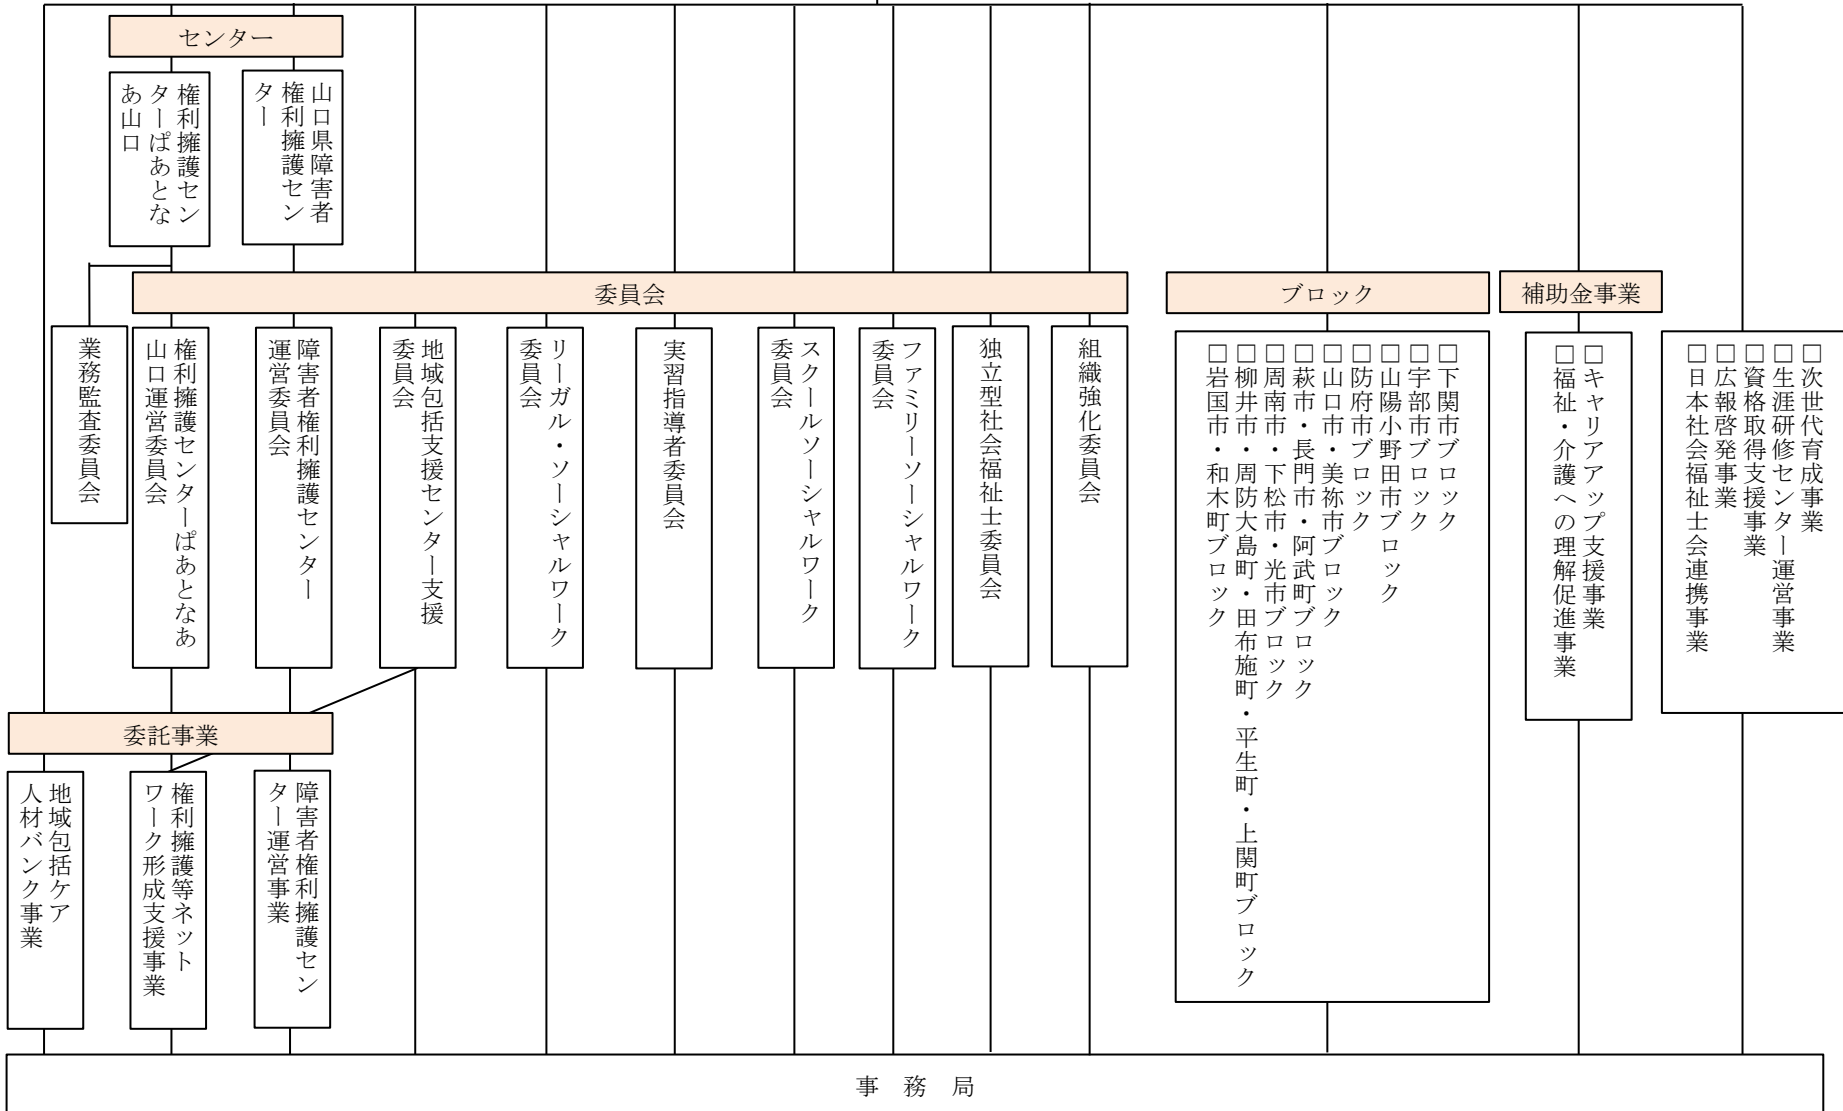 センター
権利擁護セン
ターぱあとな
あ山口
山口県障害者
権利擁護セン
ター
委員会
業務監査委員会
権利擁護センターぱあとなあ
山口運営委員会
障害者権利擁護センター
運営委員会
地域包括支援センター支援
委員会
リーガル・ソーシャルワーク
委員会
実習指導者委員会
スクールソーシャルワーク
委員会
ファミリーソーシャルワーク
委員会
独立型社会福祉士委員会
組織強化委員会
ブロック
□下関市ブロック
□宇部市ブロック
□山陽小野田市ブロック
□防府市ブロック
□山口市・美祢市ブロック
□萩市・長門市・阿武町ブロック
□周南市・下松市・光市ブロック
□柳井市・周防大島町・田布施町・平生町・上関町ブロック
□岩国市・和木町ブロック
補助金事業
□キャリアアップ支援事業
□福祉・介護への理解促進事業
□次世代育成事業
□生涯研修センター運営事業
□資格取得支援事業
□広報啓発事業
□日本社会福祉士会連携事業
委託事業
地域包括ケア
人材バンク事業
権利擁護等ネット
ワーク形成支援事業
障害者権利擁護セン
ター運営事業
事　務　局